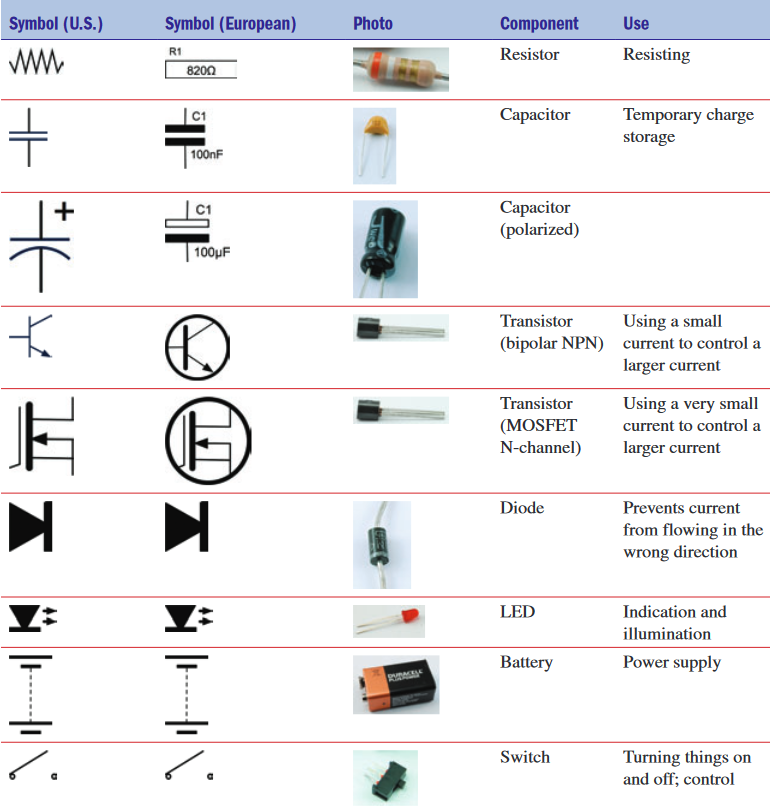 Symbol (U.S.) Symbol (European) Photo Component Use
R1
820Ω
Resistor Resisting
C1
100nF
Capacitor Temporary charge
storage
+
C1
100µF
Capacitor
(polarized)
Transistor Using a small
(bipolar NPN) current to control a
larger current
Transistor Using a very small
(MOSFET current to control a
N-channel) larger current
Diode Prevents current
from flowing in the
wrong direction
LED Indication and
illumination
Battery Power supply
DURACELL
Switch Turning things on
and off; control